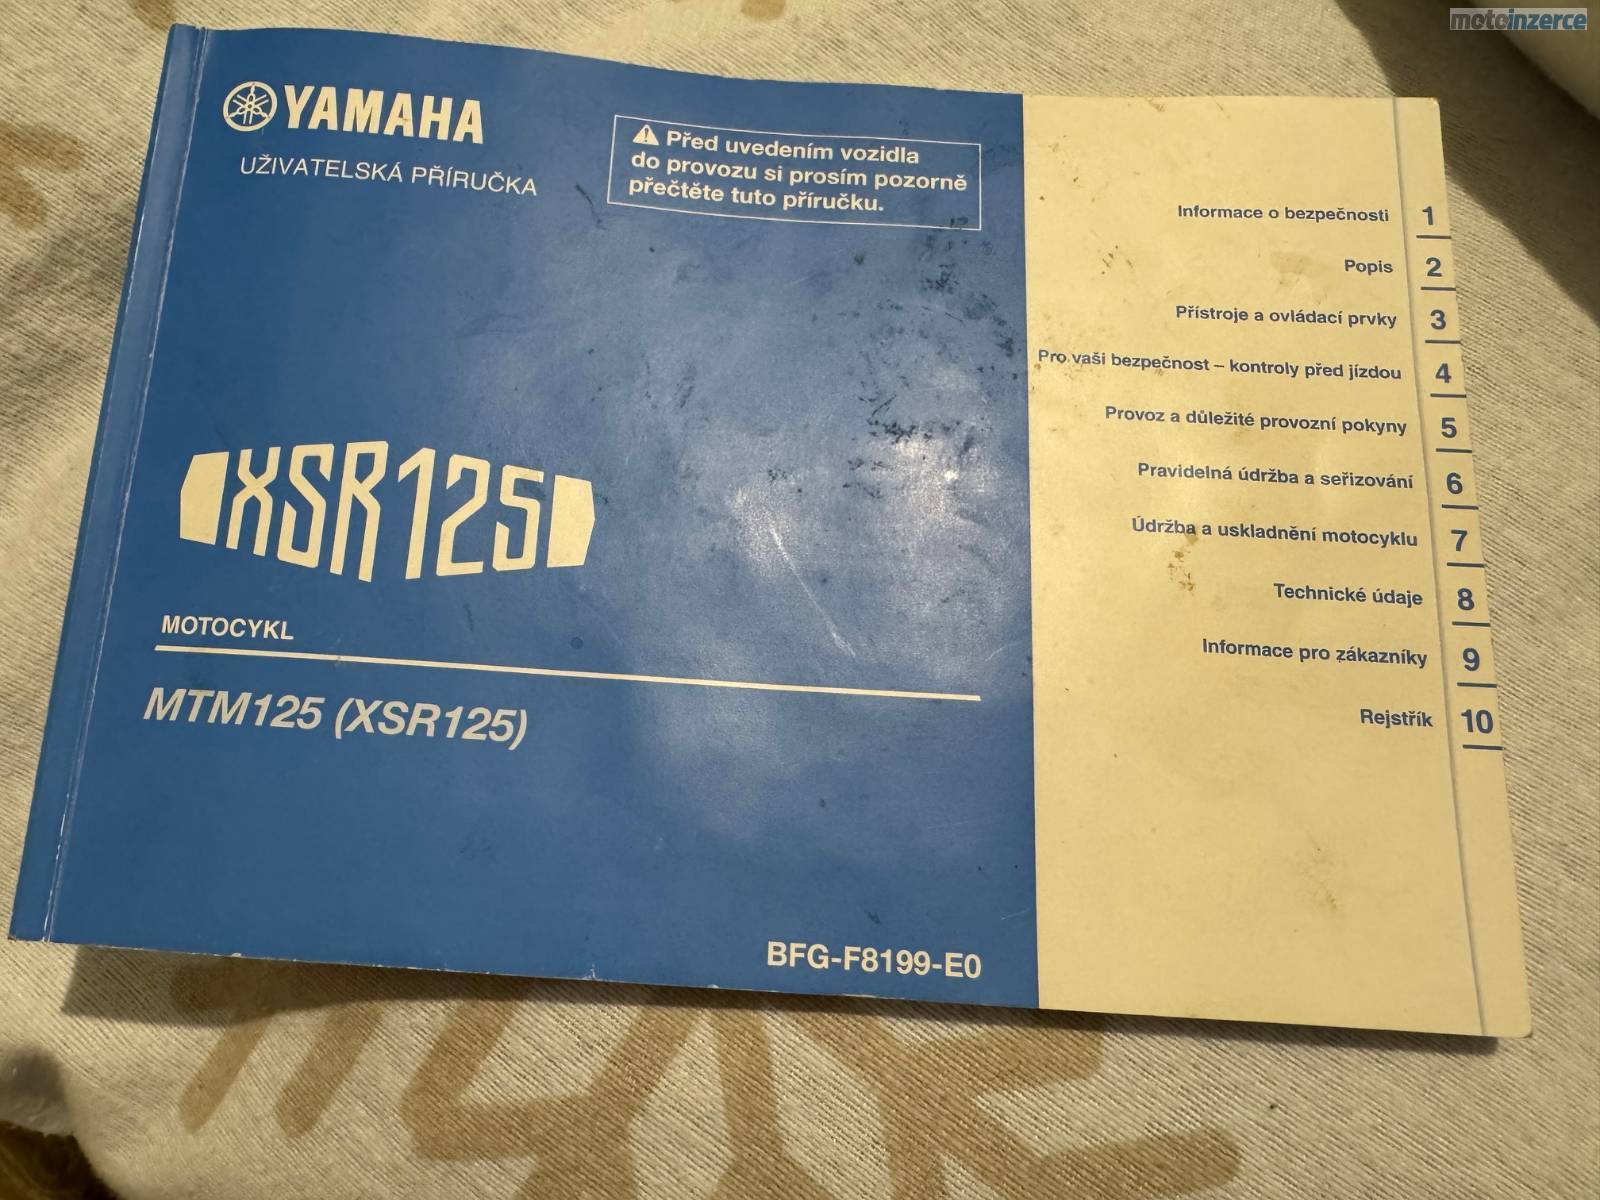 motoinzerce
YAMAHA
UŽIVATELSKÁ PŘÍRUČKA
Před uvedením vozidla
do provozu si prosím pozorně
přečtěte tuto příručku.
XSR125
MOTOCYKL
MTM125 (XSR125)
BFG-F8199-E0
Informace o bezpečnosti 1
Popis 2
Přístroje a ovládací prvky 3
Pro vaši bezpečnost – kontroly před jízdou 4
Provoz a důležité provozní pokyny 5
Pravidelná údržba a seřizování 6
Údržba a uskladnění motocyklu 7
Technické údaje 8
Informace pro zákazníky 9
Rejstřík 10